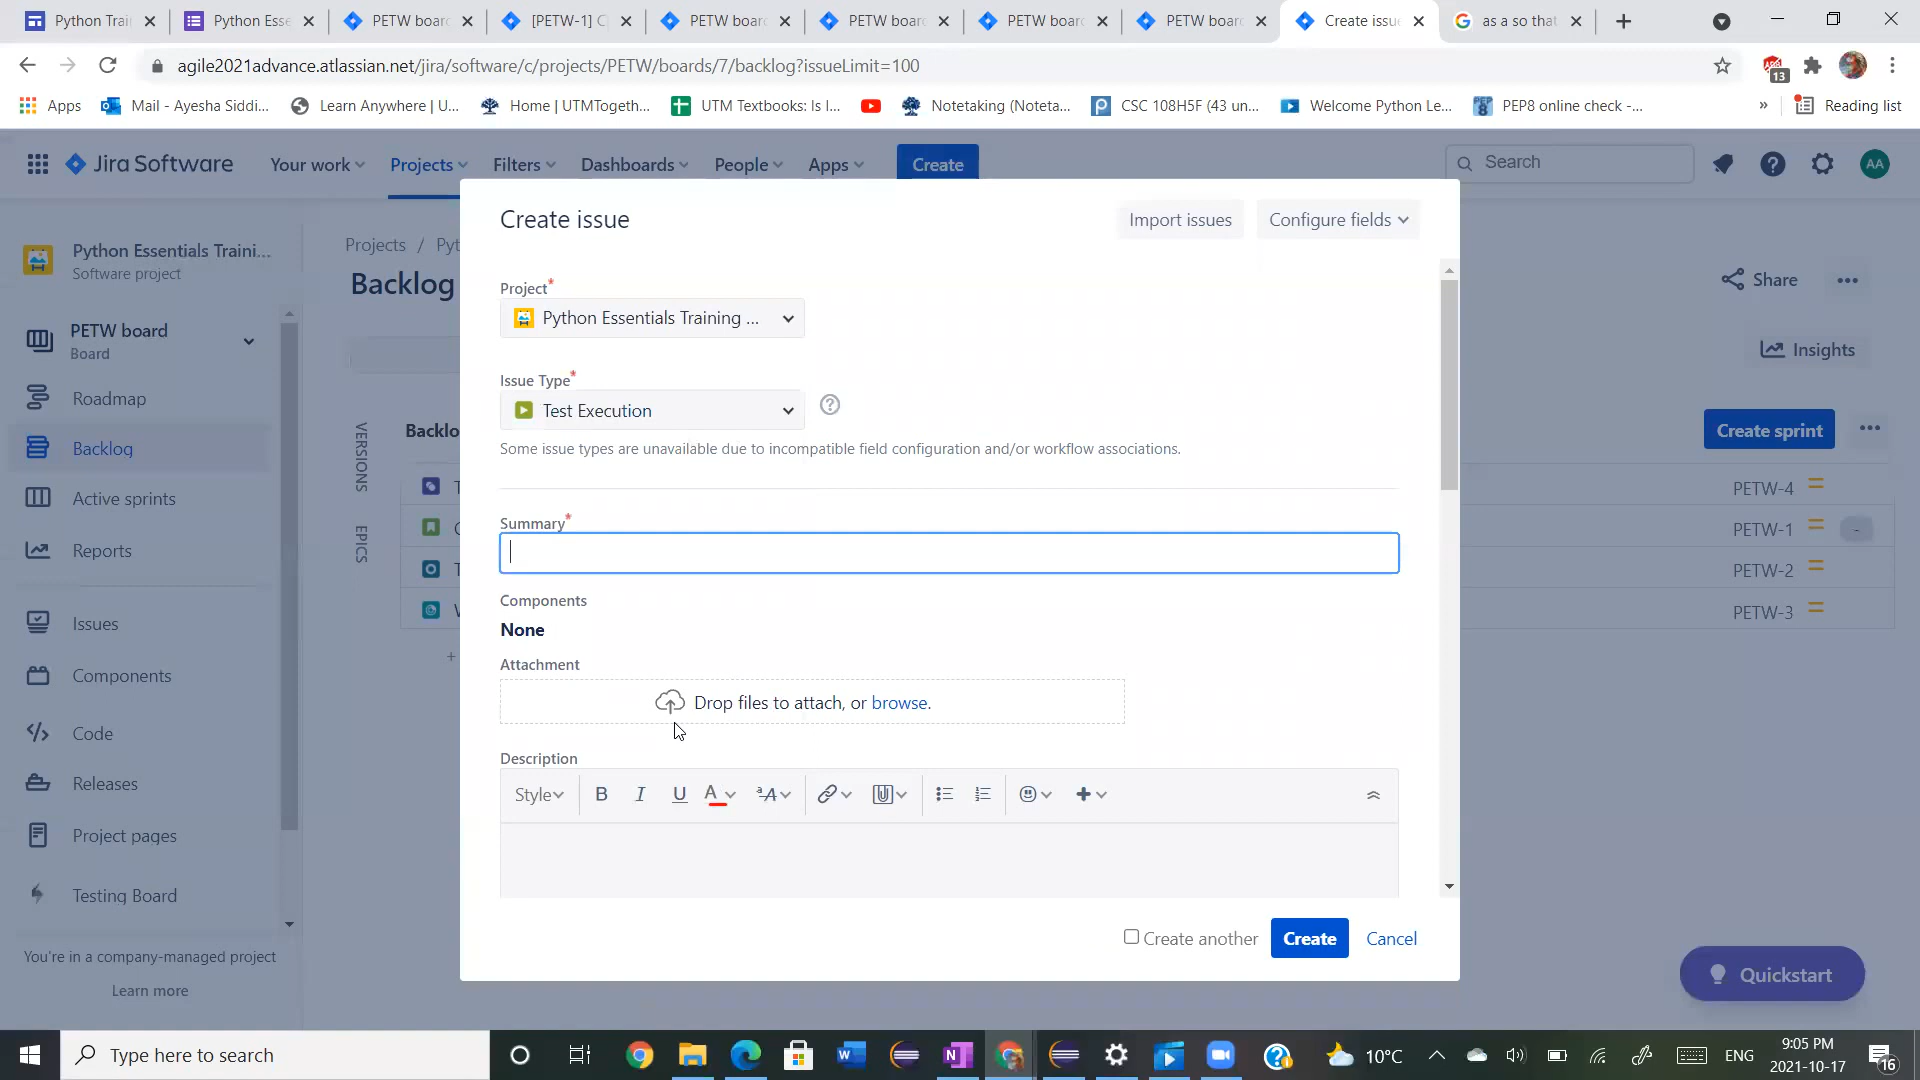 Python Trai
Python Esse
PETW boar
[PETW-1] C
PETW boar
PETW boar
PETW boar
PETW boar
Create issu
as a so that
agile2021advance.atlassian.net/jira/software/c/projects/PETW/boards/7/backlog?issueLimit=100
13
Apps
Mail - Ayesha Siddi...
Learn Anywhere | U...
Home | UTMTogeth...
UTM Textbooks: Is I...
Notetaking (Noteta...
CSC 108H5F (43 un...
Welcome Python Le...
PEP8 online check -...
»
Reading list
Jira Software
Your work
Projects
Filters
Dashboards
People
Apps
Create
Search
AA
Python Essentials Traini...
Software project
PETW board
Board
Roadmap
Backlog
Active sprints
Reports
Issues
Components
Code
Releases
Project pages
Testing Board
You're in a company-managed project
Learn more
Projects / Pyt
Backlog
Share
Insights
VERSIONS
EPICS
Backlo
Create sprint
PETW-4
PETW-1 -
PETW-2
PETW-3
Create issue
Import issues
Configure fields
Project*
Python Essentials Training ...
Issue Type*
Test Execution
Some issue types are unavailable due to incompatible field configuration and/or workflow associations.
Summary*
Components
None
Attachment
Drop files to attach, or browse.
Description
Style
B I U A
Create another
Create
Cancel
Quickstart
Type here to search
10°C
ENG
9:05 PM
2021-10-17
16